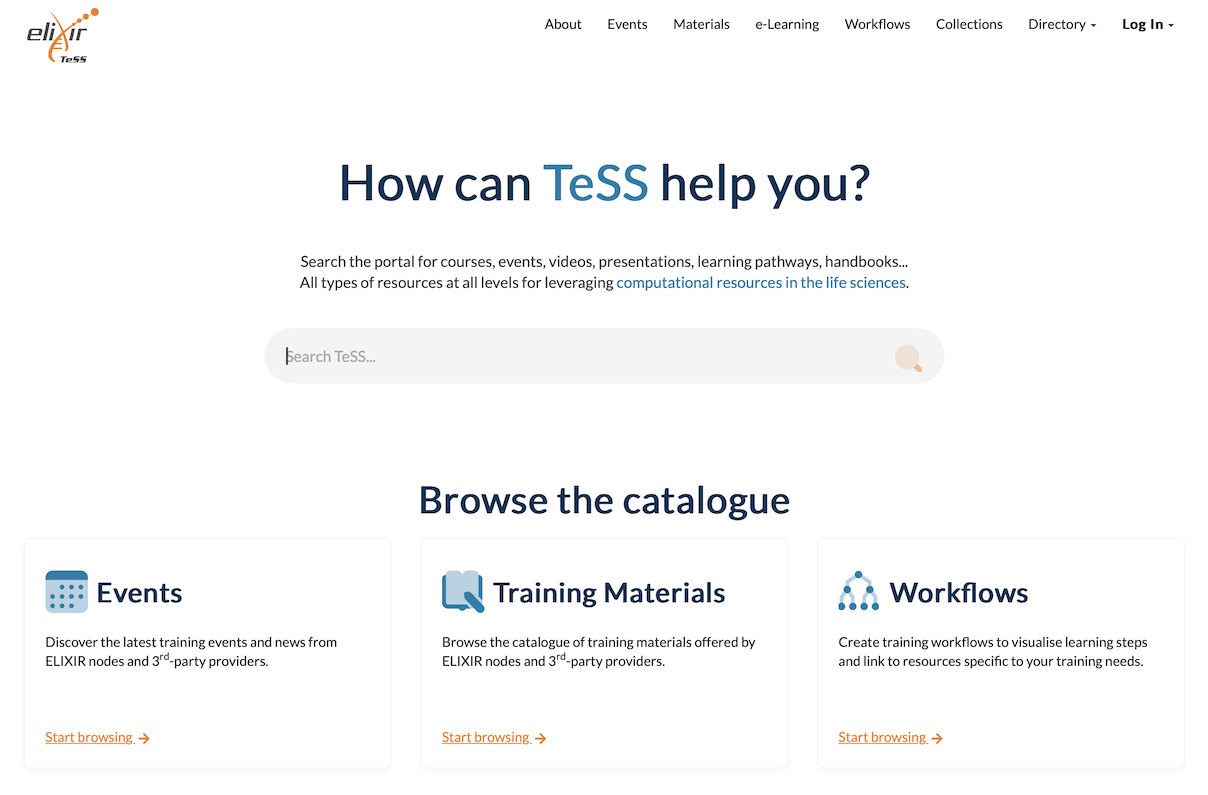 elixir
TeSS
About Events Materials e-Learning Workflows Collections Directory Log In
How can TeSS help you?
Search the portal for courses, events, videos, presentations, learning pathways, handbooks...
All types of resources at all levels for leveraging computational resources in the life sciences.
Search TeSS...
Browse the catalogue
Events
Discover the latest training events and news from
ELIXIR nodes and 3rd-party providers.
Start browsing →
Training Materials
Browse the catalogue of training materials offered by
ELIXIR nodes and 3rd-party providers.
Start browsing →
Workflows
Create training workflows to visualise learning steps
and link to resources specific to your training needs.
Start browsing →